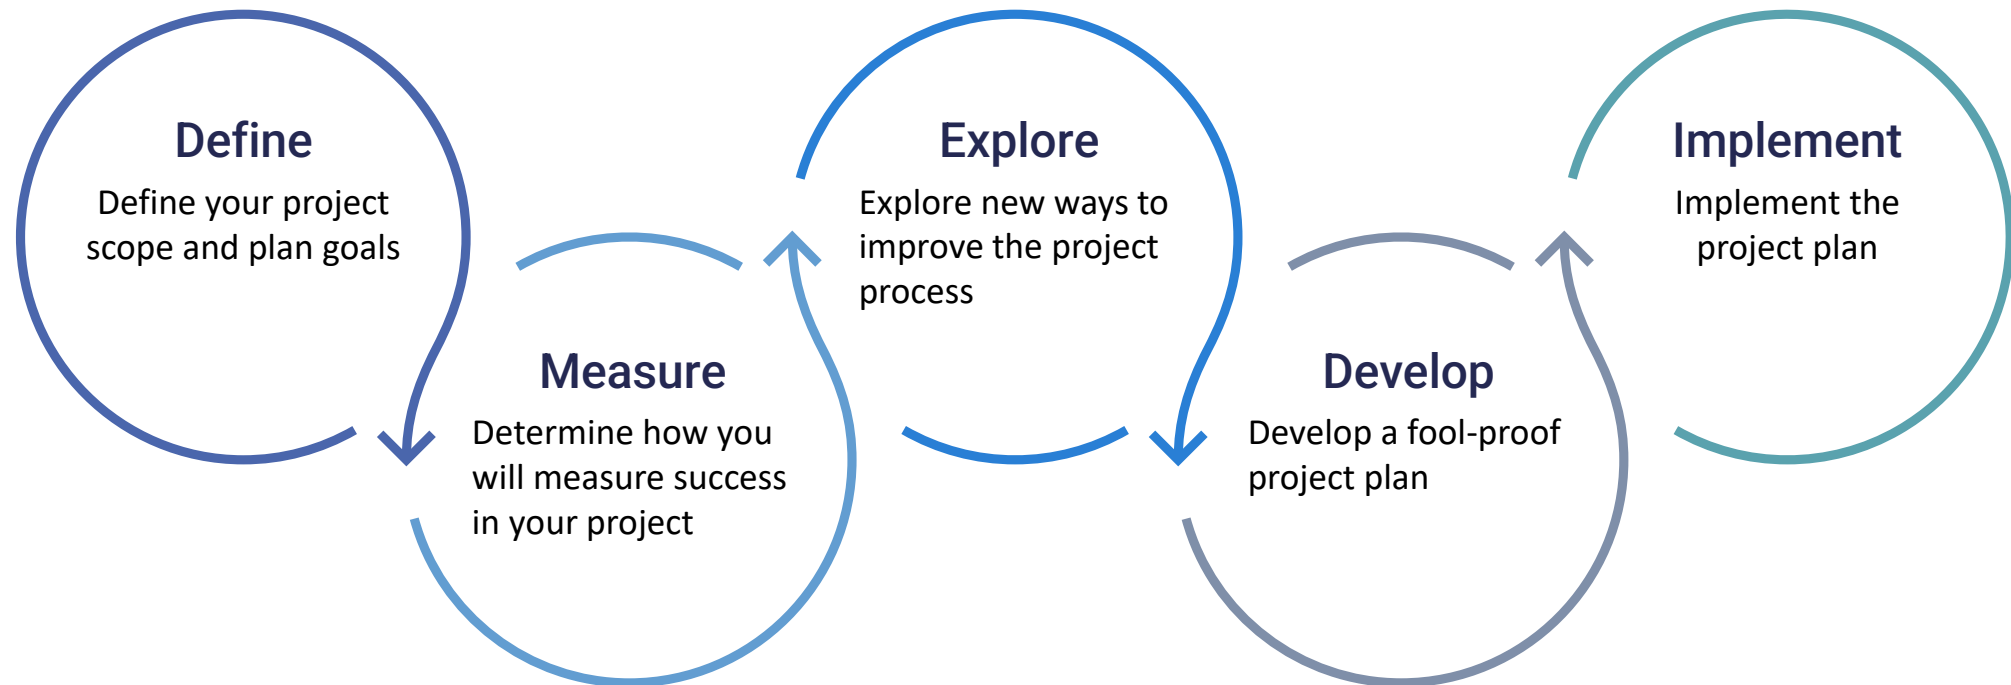 Define
Define your project
scope and plan goals
Measure
Determine how you
will measure success
in your project
Explore
Explore new ways to
improve the project
process
Develop
Develop a fool-proof
project plan
Implement
Implement the
project plan